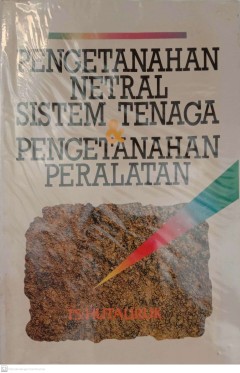 PENGETANAHAN
NETRAL
SISTEM TENAGA
&
PENGETANAHAN
PERALATAN
T.S. HUTAURUK